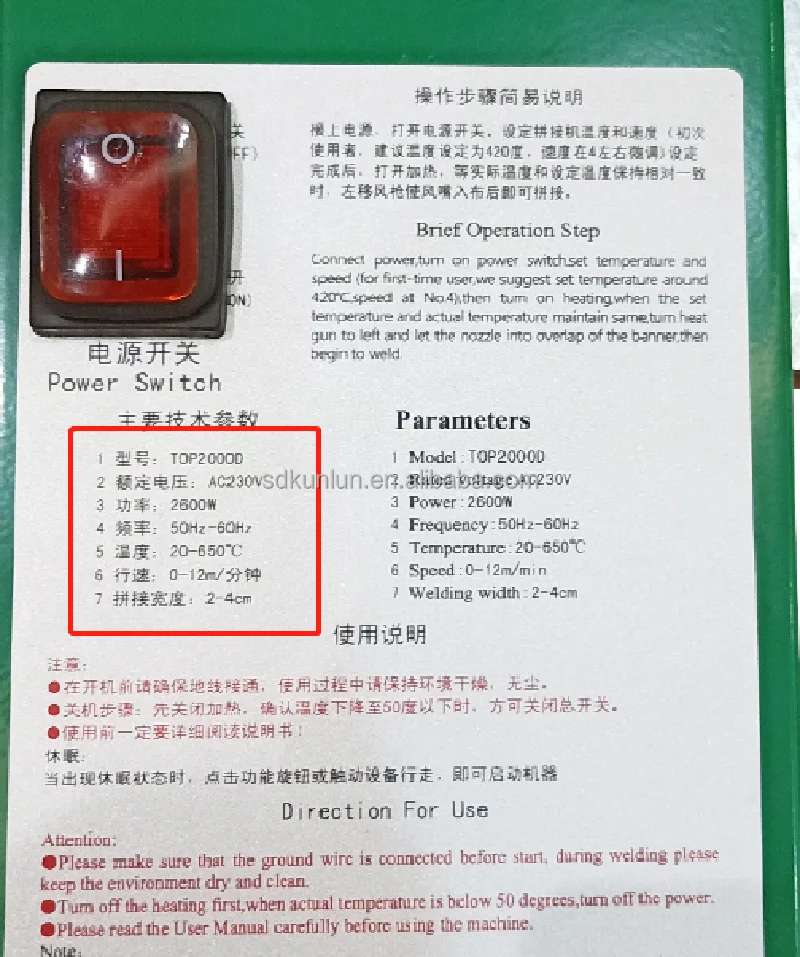 操作步骤简易说明
关
OFF)
插上电源,打开电源开关,设定拼接机温度和速度(初次
使用者,建议温度设定为420度,速度在4左右微调)设定
完成后,打开加热,等实际温度和设定温度保持相对一致
时,左移风枪使风嘴入布后即可拼接。
Brief Operation Step
Connect power,turn on power switch,set temperature and
speed (for first-time user,we suggest set temperature around
420℃,speed at No.4),then turn on heating,when the set
temperature and actual temperature maintain same,turn heat
gun to left and let the nozzle into overlap of the banner,then
begin to weld.
开
ON)
电源开关
Power Switch
主要技术参数
1 型号: TOP2000D
2 额定电压: AC230V
3 功率: 2600W
4 频率: 50Hz-60Hz
5 温度: 20-650℃
6 行速: 0-12m/分钟
7 拼接宽度: 2-4cm
Parameters
1 Model:TOP2000D
2 Rated voltage:AC230V
3 Power:2600W
4 Frequency:50Hz-60Hz
5 Temperature:20-650℃
6 Speed:0-12m/min
7 Welding width:2-4cm
sdkunlun.en.alibaba.com
使用说明
注意:
●在开机前请确保地线接通,使用过程中请保持环境干燥,无尘。
●关机步骤:先关闭加热,确认温度下降至50度以下时,方可关闭总开关。
●使用前一定要详细阅读说明书!
休眠:
当出现休眠状态时,点击功能旋钮或触动设备行走,即可启动机器
Direction For Use
Attention:
●Please make sure that the ground wire is connected before start, during welding please
keep the environment dry and clean.
●Turn off the heating first,when actual temperature is below 50 degrees,turn off the power.
●Please read the User Manual carefully before using the machine.
Note: